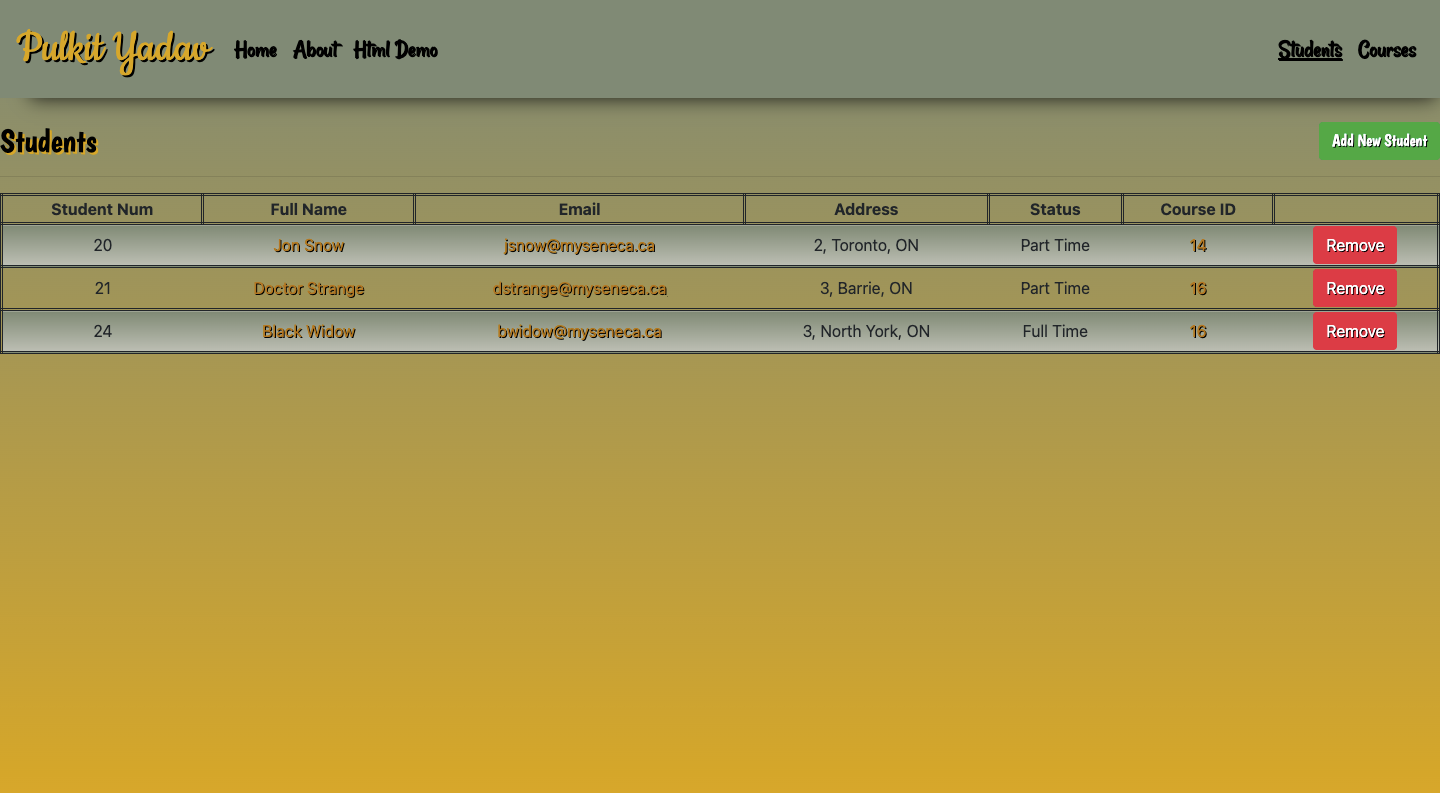 Pulkit Yadav Home About Html Demo Students Courses
Students Add New Student
Student Num Full Name Email Address Status Course ID
20 Jon Snow jsnow@myseneca.ca 2, Toronto, ON Part Time 14 Remove
21 Doctor Strange dstrange@myseneca.ca 3, Barrie, ON Part Time 16 Remove
24 Black Widow bwidow@myseneca.ca 3, North York, ON Full Time 16 Remove